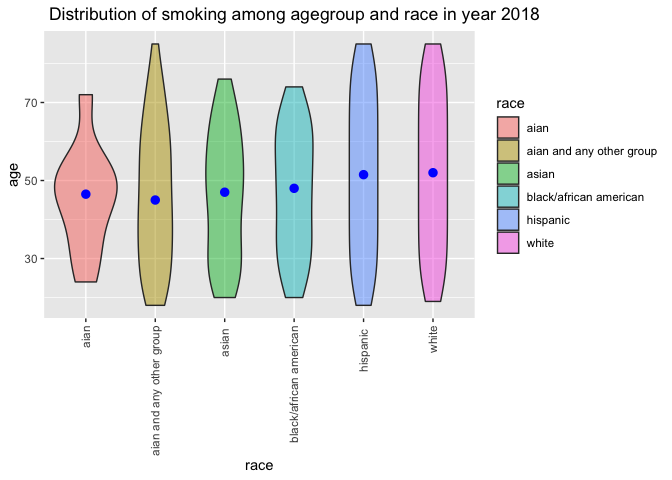 Distribution of smoking among agegroup and race in year 2018
age
70
50
30
aian
aian and any other group
asian
black/african american
hispanic
white
race
race
aian
aian and any other group
asian
black/african american
hispanic
white